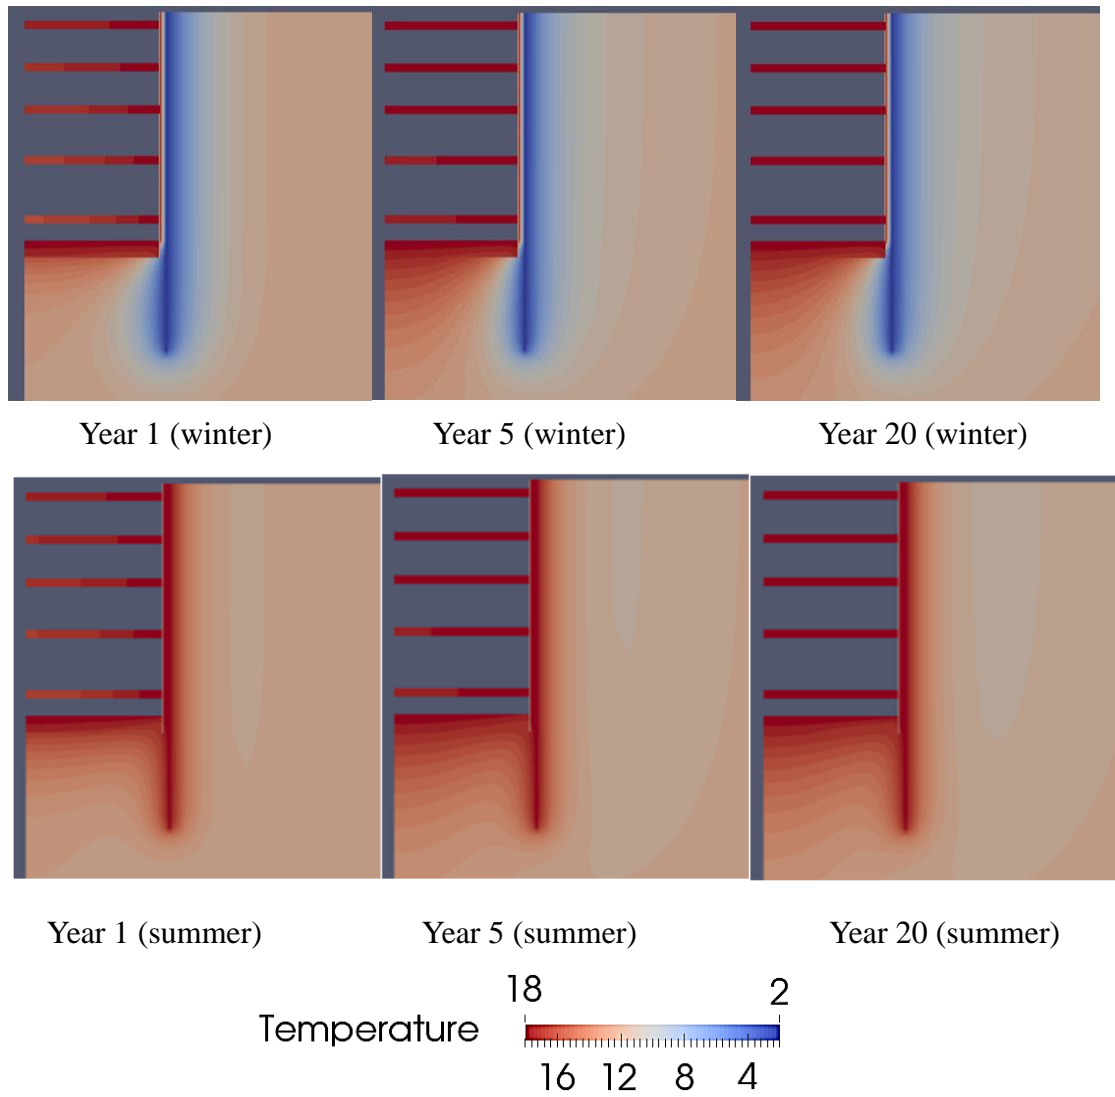 Year 1 (winter) Year 5 (winter) Year 20 (winter)
Year 1 (summer) Year 5 (summer) Year 20 (summer)
18 2
Temperature
16 12 8 4